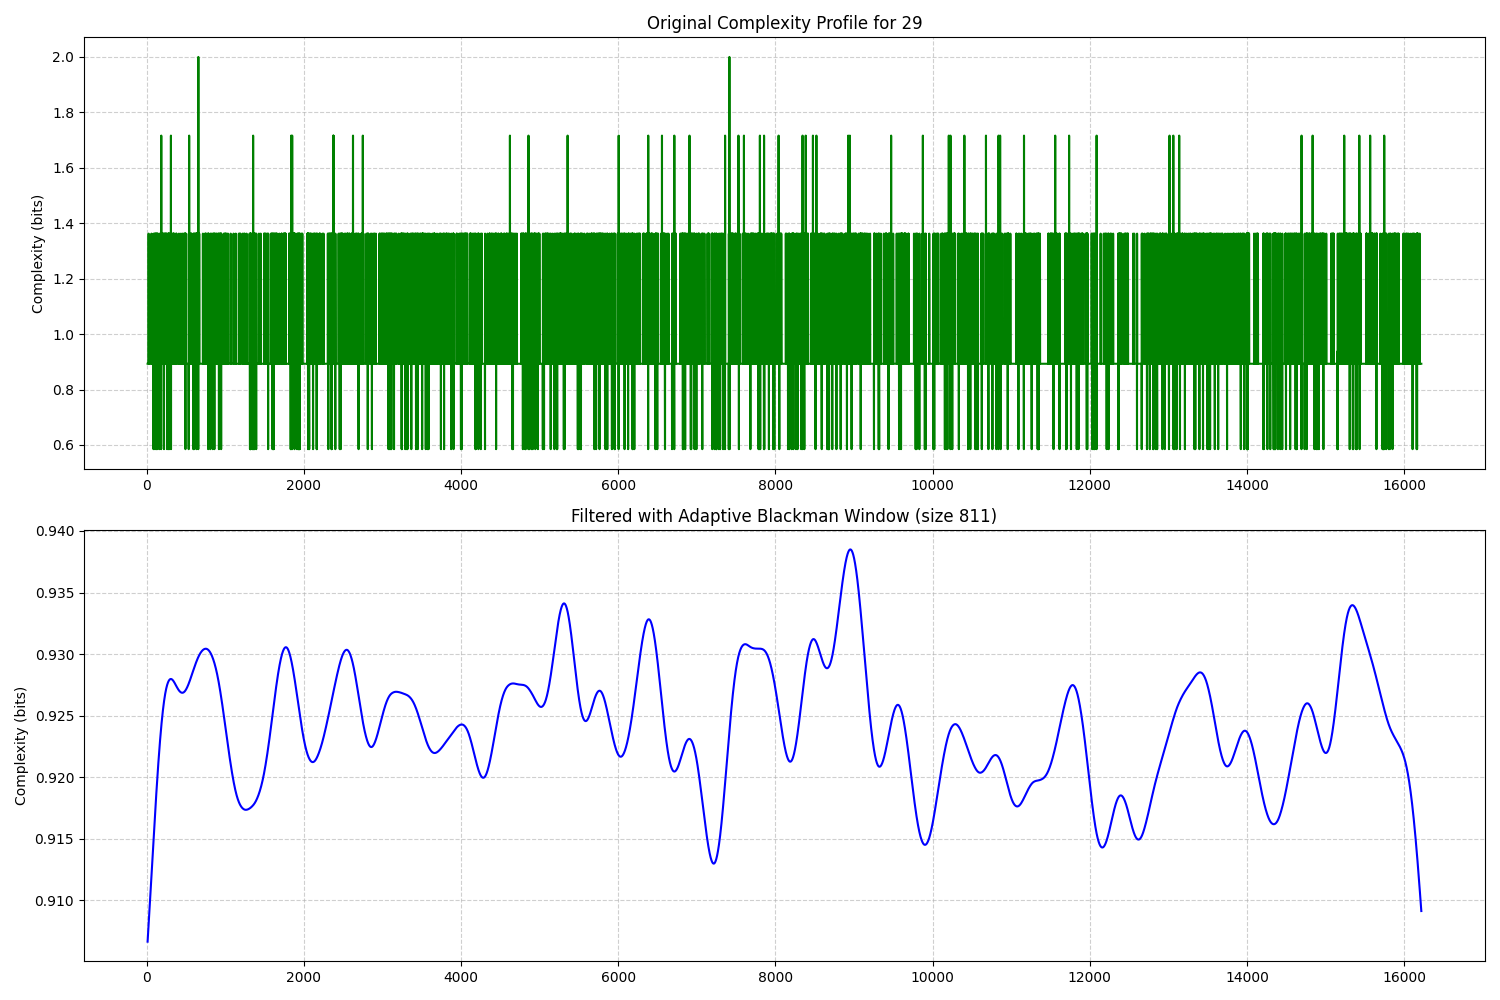 Original Complexity Profile for 29
Complexity (bits)
2.0
1.8
1.6
1.4
1.2
1.0
0.8
0.6
0 2000 4000 6000 8000 10000 12000 14000 16000
Filtered with Adaptive Blackman Window (size 811)
Complexity (bits)
0.940
0.935
0.930
0.925
0.920
0.915
0.910
0 2000 4000 6000 8000 10000 12000 14000 16000